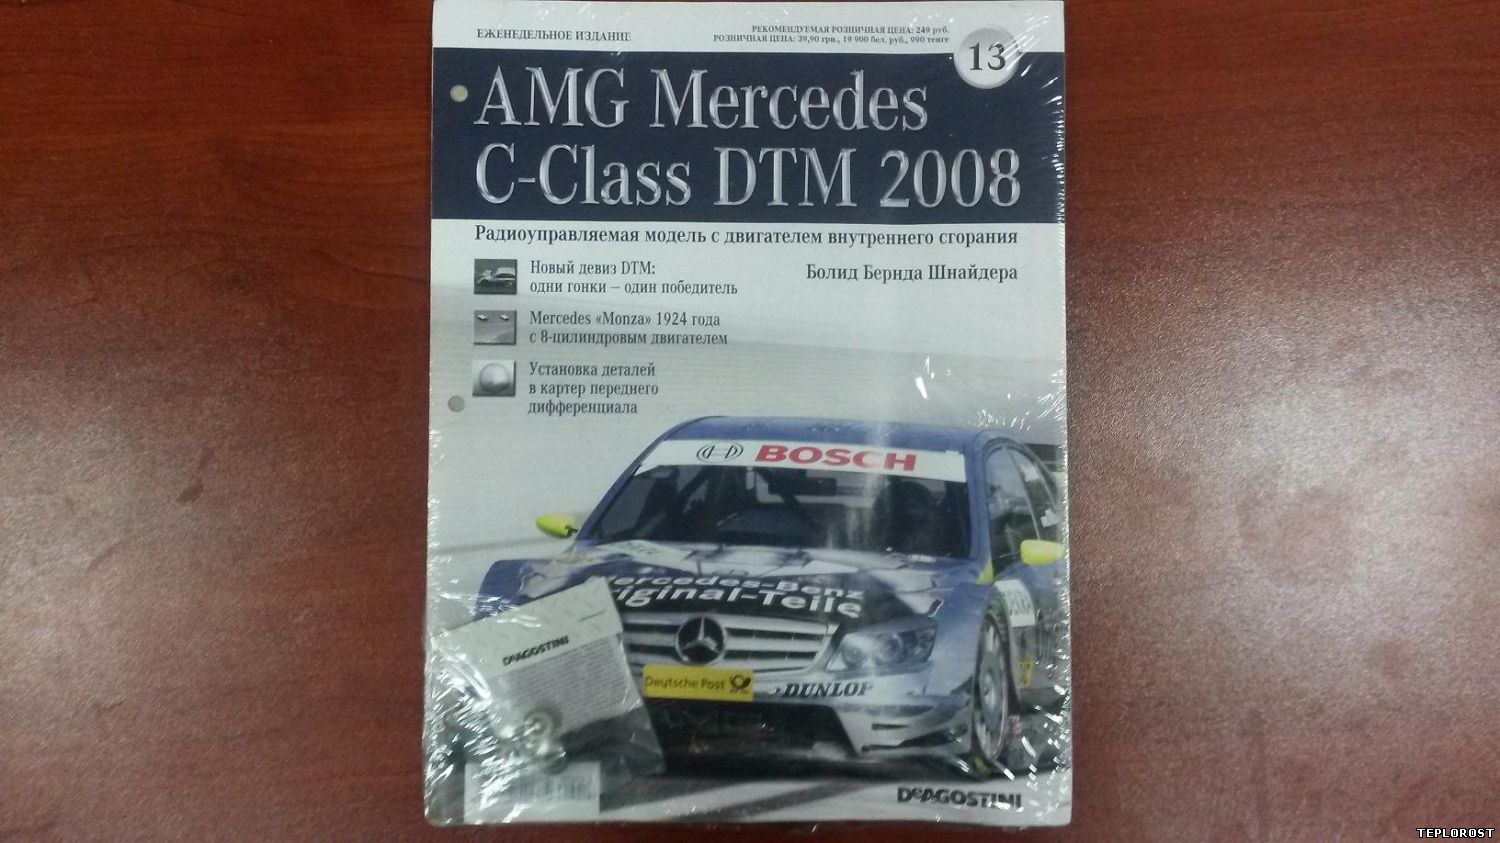 ЕЖЕНЕДЕЛЬНОЕ ИЗДАНИЕ
РЕКОМЕНДУЕМАЯ РОЗНИЧНАЯ ЦЕНА: 249 руб.
РОЗНИЧНАЯ ЦЕНА: 39,90 грн., 19 900 бел. руб., 990 тенге
13
AMG Mercedes
C-Class DTM 2008
Радиоуправляемая модель с двигателем внутреннего сгорания
Болид Бернда Шнайдера
Новый девиз DTM:
одни гонки – один победитель
Mercedes «Monza» 1924 года
с 8-цилиндровым двигателем
Установка деталей
в картер переднего
дифференциала
BOSCH
Mercedes-Benz
Original-Teile
DeAGOSTINI
Deutsche Post
DUNLOP
DeAGOSTINI
TEPLOROST